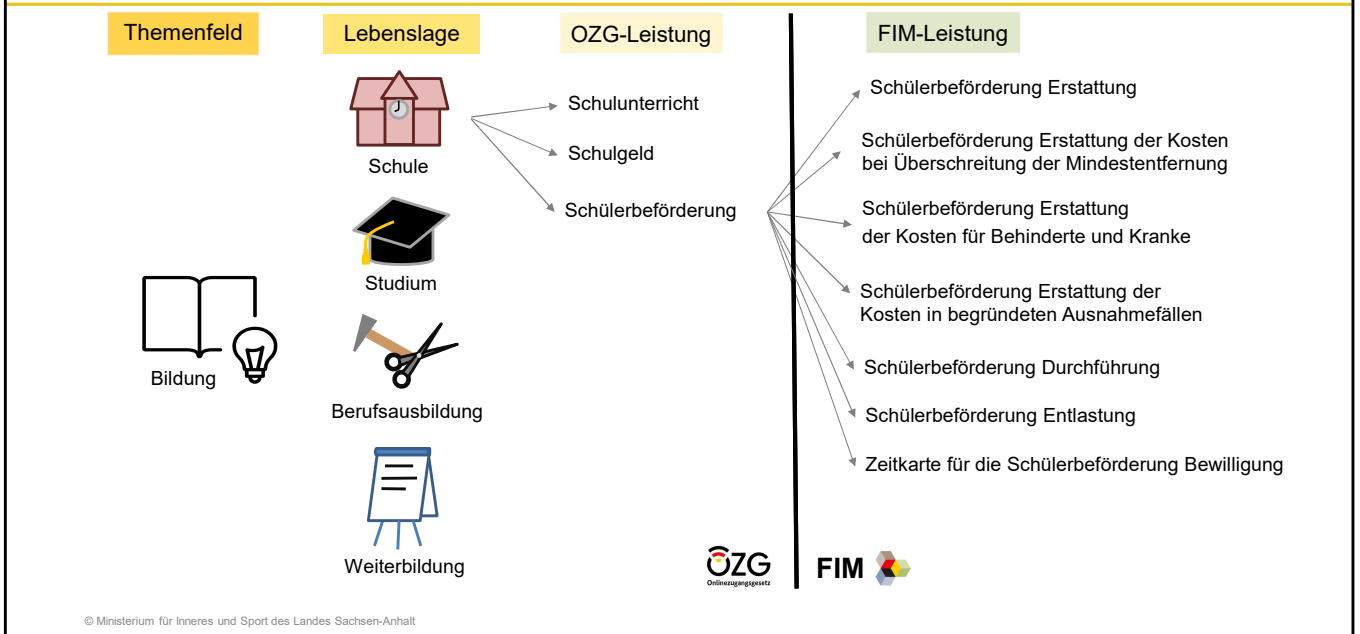 Themenfeld
Lebenslage
OZG-Leistung
FIM-Leistung
Bildung
Schule
Studium
Berufsausbildung
Weiterbildung
Schulunterricht
Schulgeld
Schülerbeförderung
Schülerbeförderung Erstattung
Schülerbeförderung Erstattung der Kosten
bei Überschreitung der Mindestentfernung
Schülerbeförderung Erstattung
der Kosten für Behinderte und Kranke
Schülerbeförderung Erstattung der
Kosten in begründeten Ausnahmefällen
Schülerbeförderung Durchführung
Schülerbeförderung Entlastung
Zeitkarte für die Schülerbeförderung Bewilligung
OZG
Onlinezugangsgesetz
FIM
© Ministerium für Inneres und Sport des Landes Sachsen-Anhalt